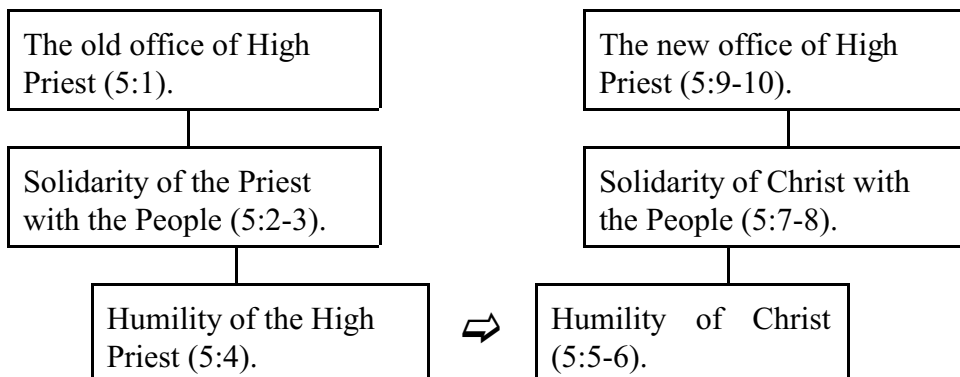 The old office of High
Priest (5:1).
The new office of High
Priest (5:9-10).
Solidarity of the Priest
with the People (5:2-3).
Solidarity of Christ with
the People (5:7-8).
Humility of the High
Priest (5:4).
Humility of Christ
(5:5-6).